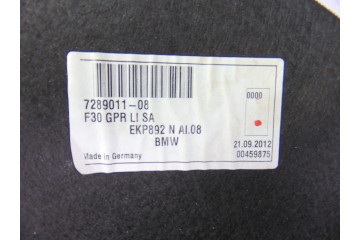 7289011-08
0000
F30 GPR LI SA
EKP892 N AI.08
BMW
21.09.2012
Made in Germany
00459875